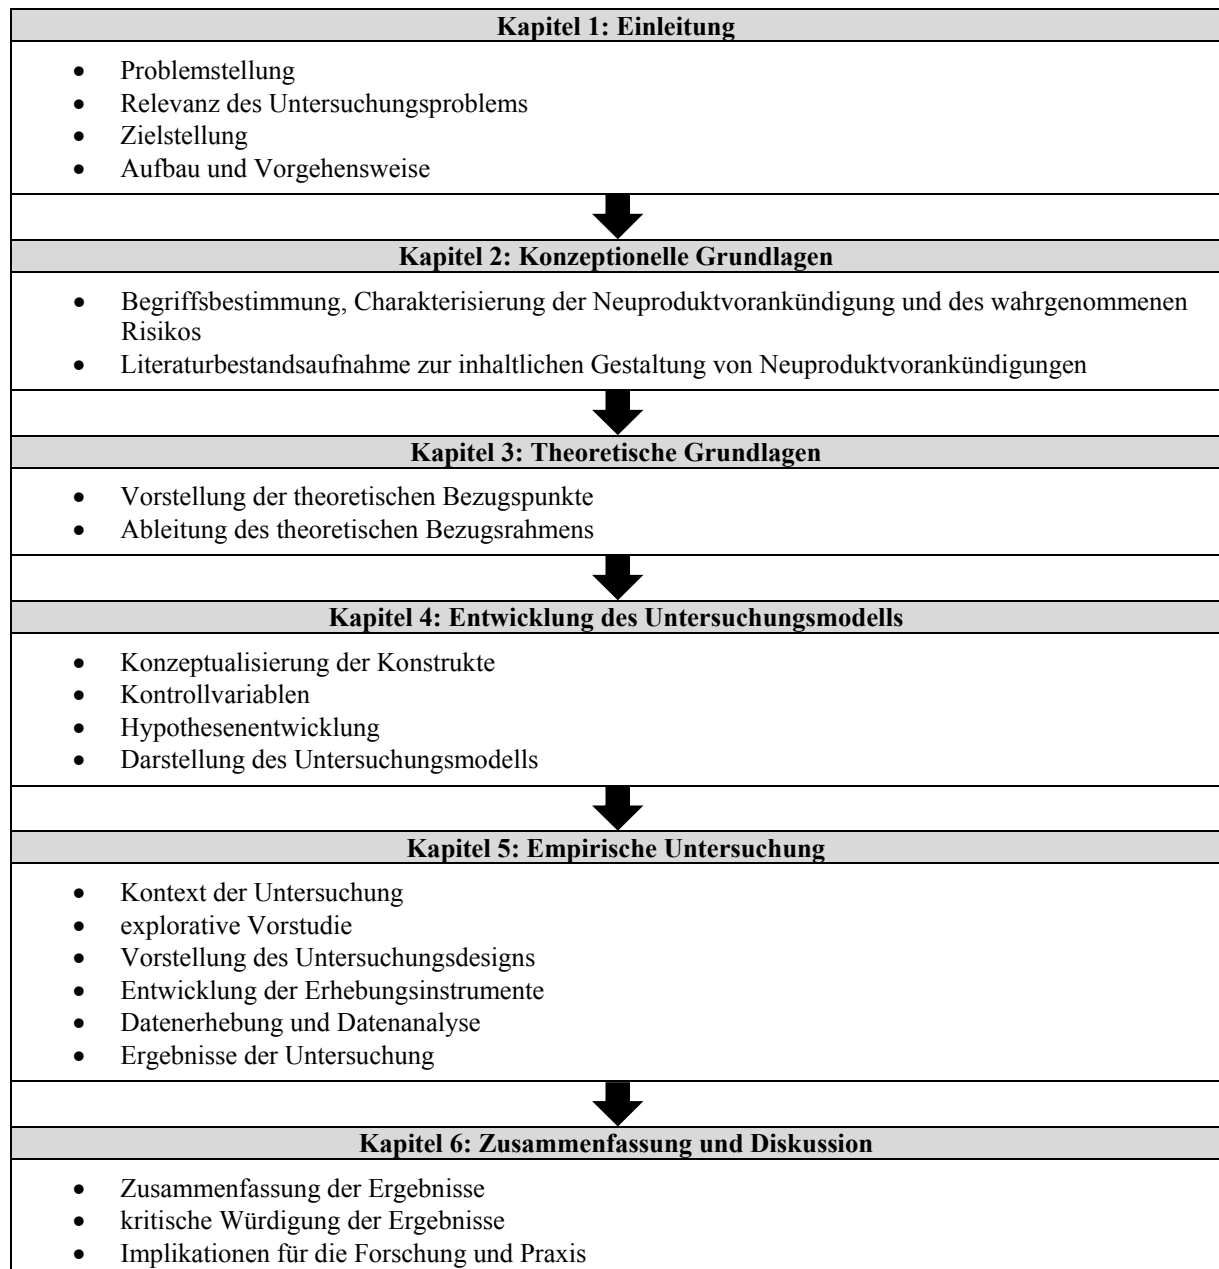 Kapitel 1: Einleitung
• Problemstellung
• Relevanz des Untersuchungsproblems
• Zielstellung
• Aufbau und Vorgehensweise
Kapitel 2: Konzeptionelle Grundlagen
• Begriffsbestimmung, Charakterisierung der Neuproduktvorankündigung und des wahrgenommenen
Risikos
• Literaturbestandsaufnahme zur inhaltlichen Gestaltung von Neuproduktvorankündigungen
Kapitel 3: Theoretische Grundlagen
• Vorstellung der theoretischen Bezugspunkte
• Ableitung des theoretischen Bezugsrahmens
Kapitel 4: Entwicklung des Untersuchungsmodells
• Konzeptualisierung der Konstrukte
• Kontrollvariablen
• Hypothesenentwicklung
• Darstellung des Untersuchungsmodells
Kapitel 5: Empirische Untersuchung
• Kontext der Untersuchung
• explorative Vorstudie
• Vorstellung des Untersuchungsdesigns
• Entwicklung der Erhebungsinstrumente
• Datenerhebung und Datenanalyse
• Ergebnisse der Untersuchung
Kapitel 6: Zusammenfassung und Diskussion
• Zusammenfassung der Ergebnisse
• kritische Würdigung der Ergebnisse
• Implikationen für die Forschung und Praxis